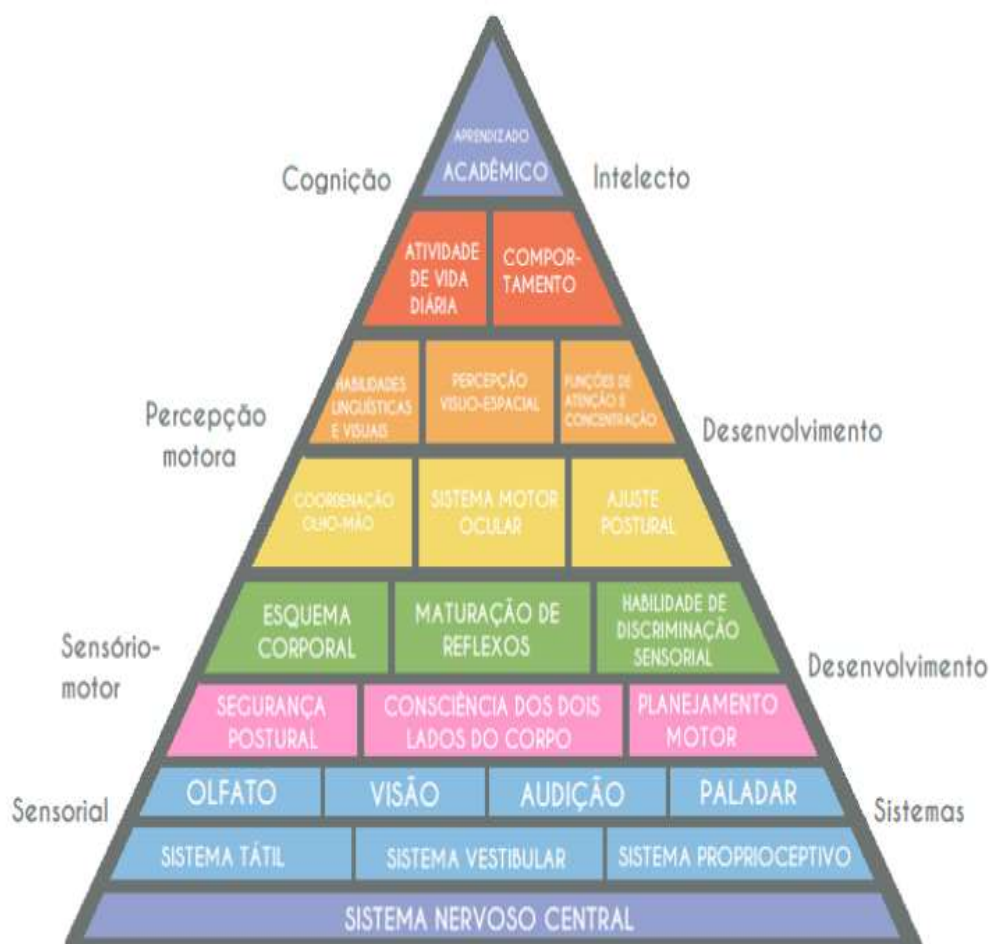 APRENDIZADO
ACADÊMICO
Cognição
Intelecto
ATIVIDADE
DE VIDA
DIÁRIA
COMPOR-
TAMENTO
HABILIDADES
LINGUÍSTICAS
E VISUAIS
PERCEPÇÃO
VISUO-ESPACIAL
FUNÇÕES DE
ATENÇÃO E
CONCENTRAÇÃO
Percepção
motora
Desenvolvimento
COORDENAÇÃO
OLHO-MÃO
SISTEMA MOTOR
OCULAR
AJUSTE
POSTURAL
ESQUEMA
CORPORAL
MATURAÇÃO DE
REFLEXOS
HABILIDADE DE
DISCRIMINAÇÃO
SENSORIAL
Sensório-
motor
Desenvolvimento
SEGURANÇA
POSTURAL
CONSCIÊNCIA DOS DOIS
LADOS DO CORPO
PLANEJAMENTO
MOTOR
OLFATO
VISÃO
AUDIÇÃO
PALADAR
Sensorial
Sistemas
SISTEMA TÁTIL
SISTEMA VESTIBULAR
SISTEMA PROPRIOCEPTIVO
SISTEMA NERVOSO CENTRAL